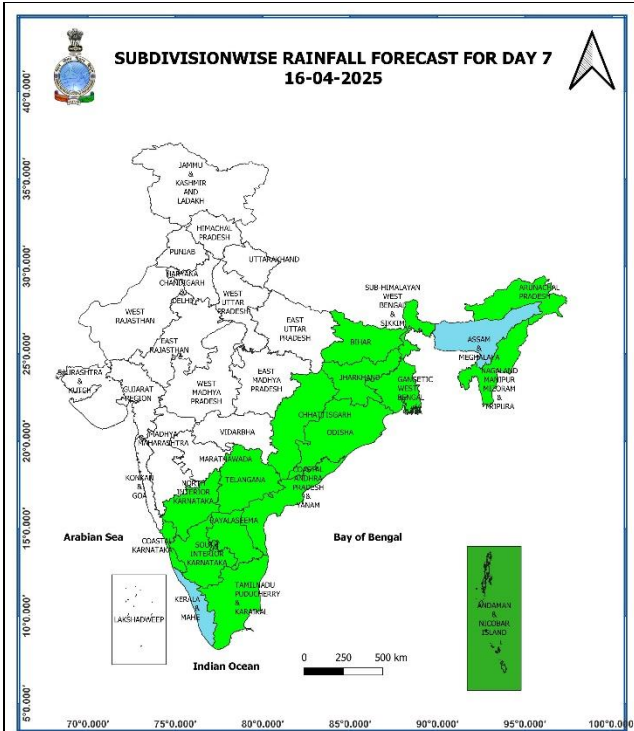 SUBDIVISIONWISE RAINFALL FORECAST FOR DAY 7
16-04-2025
40°0.000'
35°0.000'
30°0.000'
25°0.000'
20°0.000'
15°0.000'
10°0.000'
5°0.000'
JAMMU
&
KASHMIR
AND
LADAKH
HIMACHAL
PRADESH
PUNJAB
UTTARAKHAND
HARYANA
CHANDIGARH
&
DELHI
WEST
UTTAR
PRADESH
WEST
RAJASTHAN
EAST
RAJASTHAN
EAST
UTTAR
PRADESH
SUB-HIMALAYAN
WEST
BENGAL
&
SIKKIM
ARUNACHAL
PRADESH
ASSAM
&
MEGHALAYA
NAGALAND
MANIPUR
MIZORAM
&
TRIPURA
BIHAR
JHARKHAND
GANGETIC
WEST
BENGAL
SAURASHTRA
&
KUTCH
GUJARAT
REGION
WEST
MADHYA
PRADESH
EAST
MADHYA
PRADESH
CHHATTISGARH
ODISHA
VIDARBHA
MADHYA
MAHARASHTRA
MARATHAWADA
KONKAN
&
GOA
NORTH
INTERIOR
KARNATAKA
TELANGANA
COASTAL
ANDHRA
PRADESH
&
YANAM
RAYALASEEMA
Arabian Sea
Bay of Bengal
COASTAL
KARNATAKA
SOUTH
INTERIOR
KARNATAKA
TAMILNADU
PUDUCHERRY
&
KARAIKAL
KERALA
&
MAHE
LAKSHADWEEP
ANDAMAN
&
NICOBAR
ISLAND
Indian Ocean
0 250 500 km
70°0.000' 75°0.000' 80°0.000' 85°0.000' 90°0.000' 95°0.000' 100°0.000'